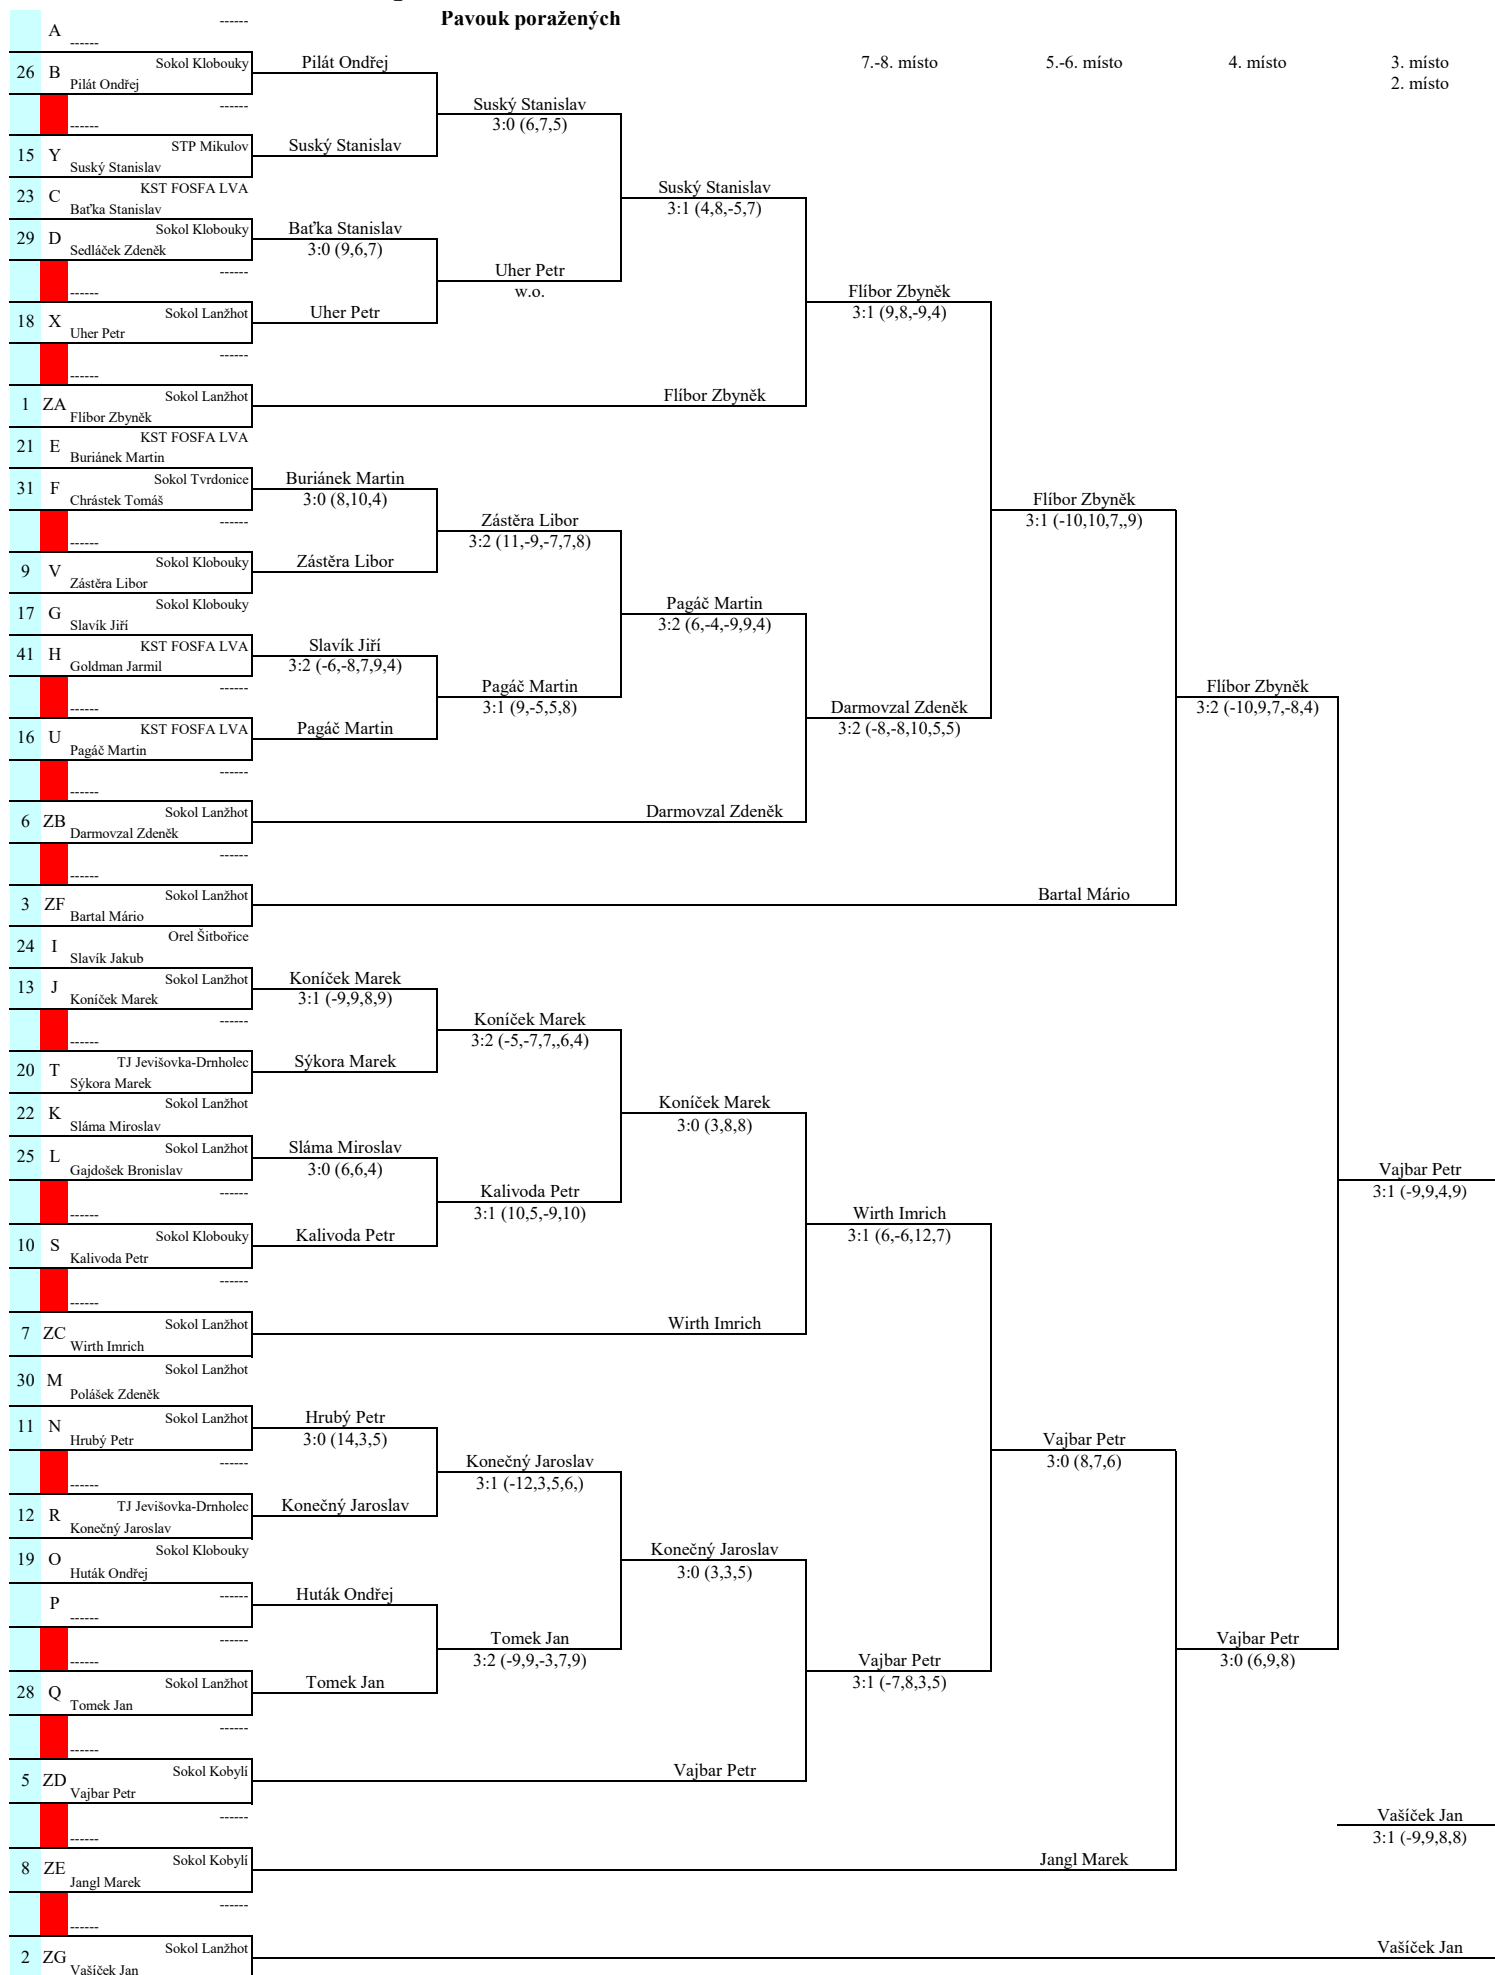 Pavouk poražených
7.-8. místo
5.-6. místo
4. místo
3. místo
2. místo
A
------
------
26 B Sokol Klobouky
Pilát Ondřej
------
------
15 Y STP Mikulov
Suský Stanislav
23 C KST FOSFA LVA
Baťka Stanislav
29 D Sokol Klobouky
Sedláček Zdeněk
------
------
18 X Sokol Lanžhot
Uher Petr
------
------
1 ZA Sokol Lanžhot
Flíbor Zbyněk
21 E KST FOSFA LVA
Buriánek Martin
31 F Sokol Tvrdonice
Chrástek Tomáš
------
------
9 V Sokol Klobouky
Zástěra Libor
17 G Sokol Klobouky
Slavík Jiří
41 H KST FOSFA LVA
Goldman Jarmil
------
------
16 U KST FOSFA LVA
Pagáč Martin
------
------
6 ZB Sokol Lanžhot
Darmovzal Zdeněk
------
------
3 ZF Sokol Lanžhot
Bartal Mário
24 I Orel Šitbořice
Slavík Jakub
13 J Sokol Lanžhot
Koníček Marek
------
------
20 T TJ Jevišovka-Drnholec
Sýkora Marek
22 K Sokol Lanžhot
Sláma Miroslav
25 L Sokol Lanžhot
Gajdošek Bronislav
------
------
10 S Sokol Klobouky
Kalivoda Petr
------
------
7 ZC Sokol Lanžhot
Wirth Imrich
30 M Sokol Lanžhot
Polášek Zdeněk
11 N Sokol Lanžhot
Hrubý Petr
------
------
12 R TJ Jevišovka-Drnholec
Konečný Jaroslav
19 O Sokol Klobouky
Huták Ondřej
P ------
------
------
------
28 Q Sokol Lanžhot
Tomek Jan
------
------
5 ZD Sokol Kobylí
Vajbar Petr
------
------
8 ZE Sokol Kobylí
Jangl Marek
------
------
2 ZG Sokol Lanžhot
Vašíček Jan
Pilát Ondřej
Suský Stanislav
Baťka Stanislav
3:0 (9,6,7)
Uher Petr
Buriánek Martin
3:0 (8,10,4)
Zástěra Libor
Slavík Jiří
3:2 (-6,-8,7,9,4)
Pagáč Martin
Koníček Marek
3:1 (-9,9,8,9)
Sýkora Marek
Sláma Miroslav
3:0 (6,6,4)
Kalivoda Petr
Hrubý Petr
3:0 (14,3,5)
Konečný Jaroslav
Huták Ondřej
Tomek Jan
Suský Stanislav
3:0 (6,7,5)
Uher Petr
w.o.
Zástěra Libor
3:2 (11,-9,-7,7,8)
Pagáč Martin
3:1 (9,-5,5,8)
Koníček Marek
3:2 (-5,-7,7,,6,4)
Kalivoda Petr
3:1 (10,5,-9,10)
Konečný Jaroslav
3:1 (-12,3,5,6,)
Tomek Jan
3:2 (-9,9,-3,7,9)
Suský Stanislav
3:1 (4,8,-5,7)
Flíbor Zbyněk
Pagáč Martin
3:2 (6,-4,-9,9,4)
Darmovzal Zdeněk
Koníček Marek
3:0 (3,8,8)
Wirth Imrich
Konečný Jaroslav
3:0 (3,3,5)
Vajbar Petr
Flíbor Zbyněk
3:1 (9,8,-9,4)
Darmovzal Zdeněk
3:2 (-8,-8,10,5,5)
Wirth Imrich
3:1 (6,-6,12,7)
Vajbar Petr
3:1 (-7,8,3,5)
Flíbor Zbyněk
3:1 (-10,10,7,,9)
Bartal Mário
Vajbar Petr
3:0 (8,7,6)
Jangl Marek
Flíbor Zbyněk
3:2 (-10,9,7,-8,4)
Vajbar Petr
3:0 (6,9,8)
Vajbar Petr
3:1 (-9,9,4,9)
Vašíček Jan
3:1 (-9,9,8,8)
Vašíček Jan